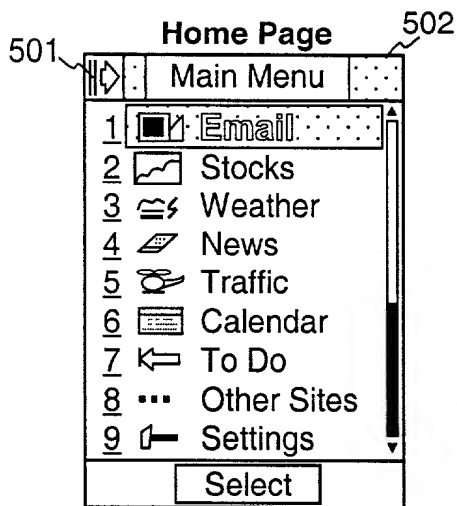 Home Page
501
502
Main Menu
1 Email
2 Stocks
3 Weather
4 News
5 Traffic
6 Calendar
7 To Do
8 Other Sites
9 Settings
Select